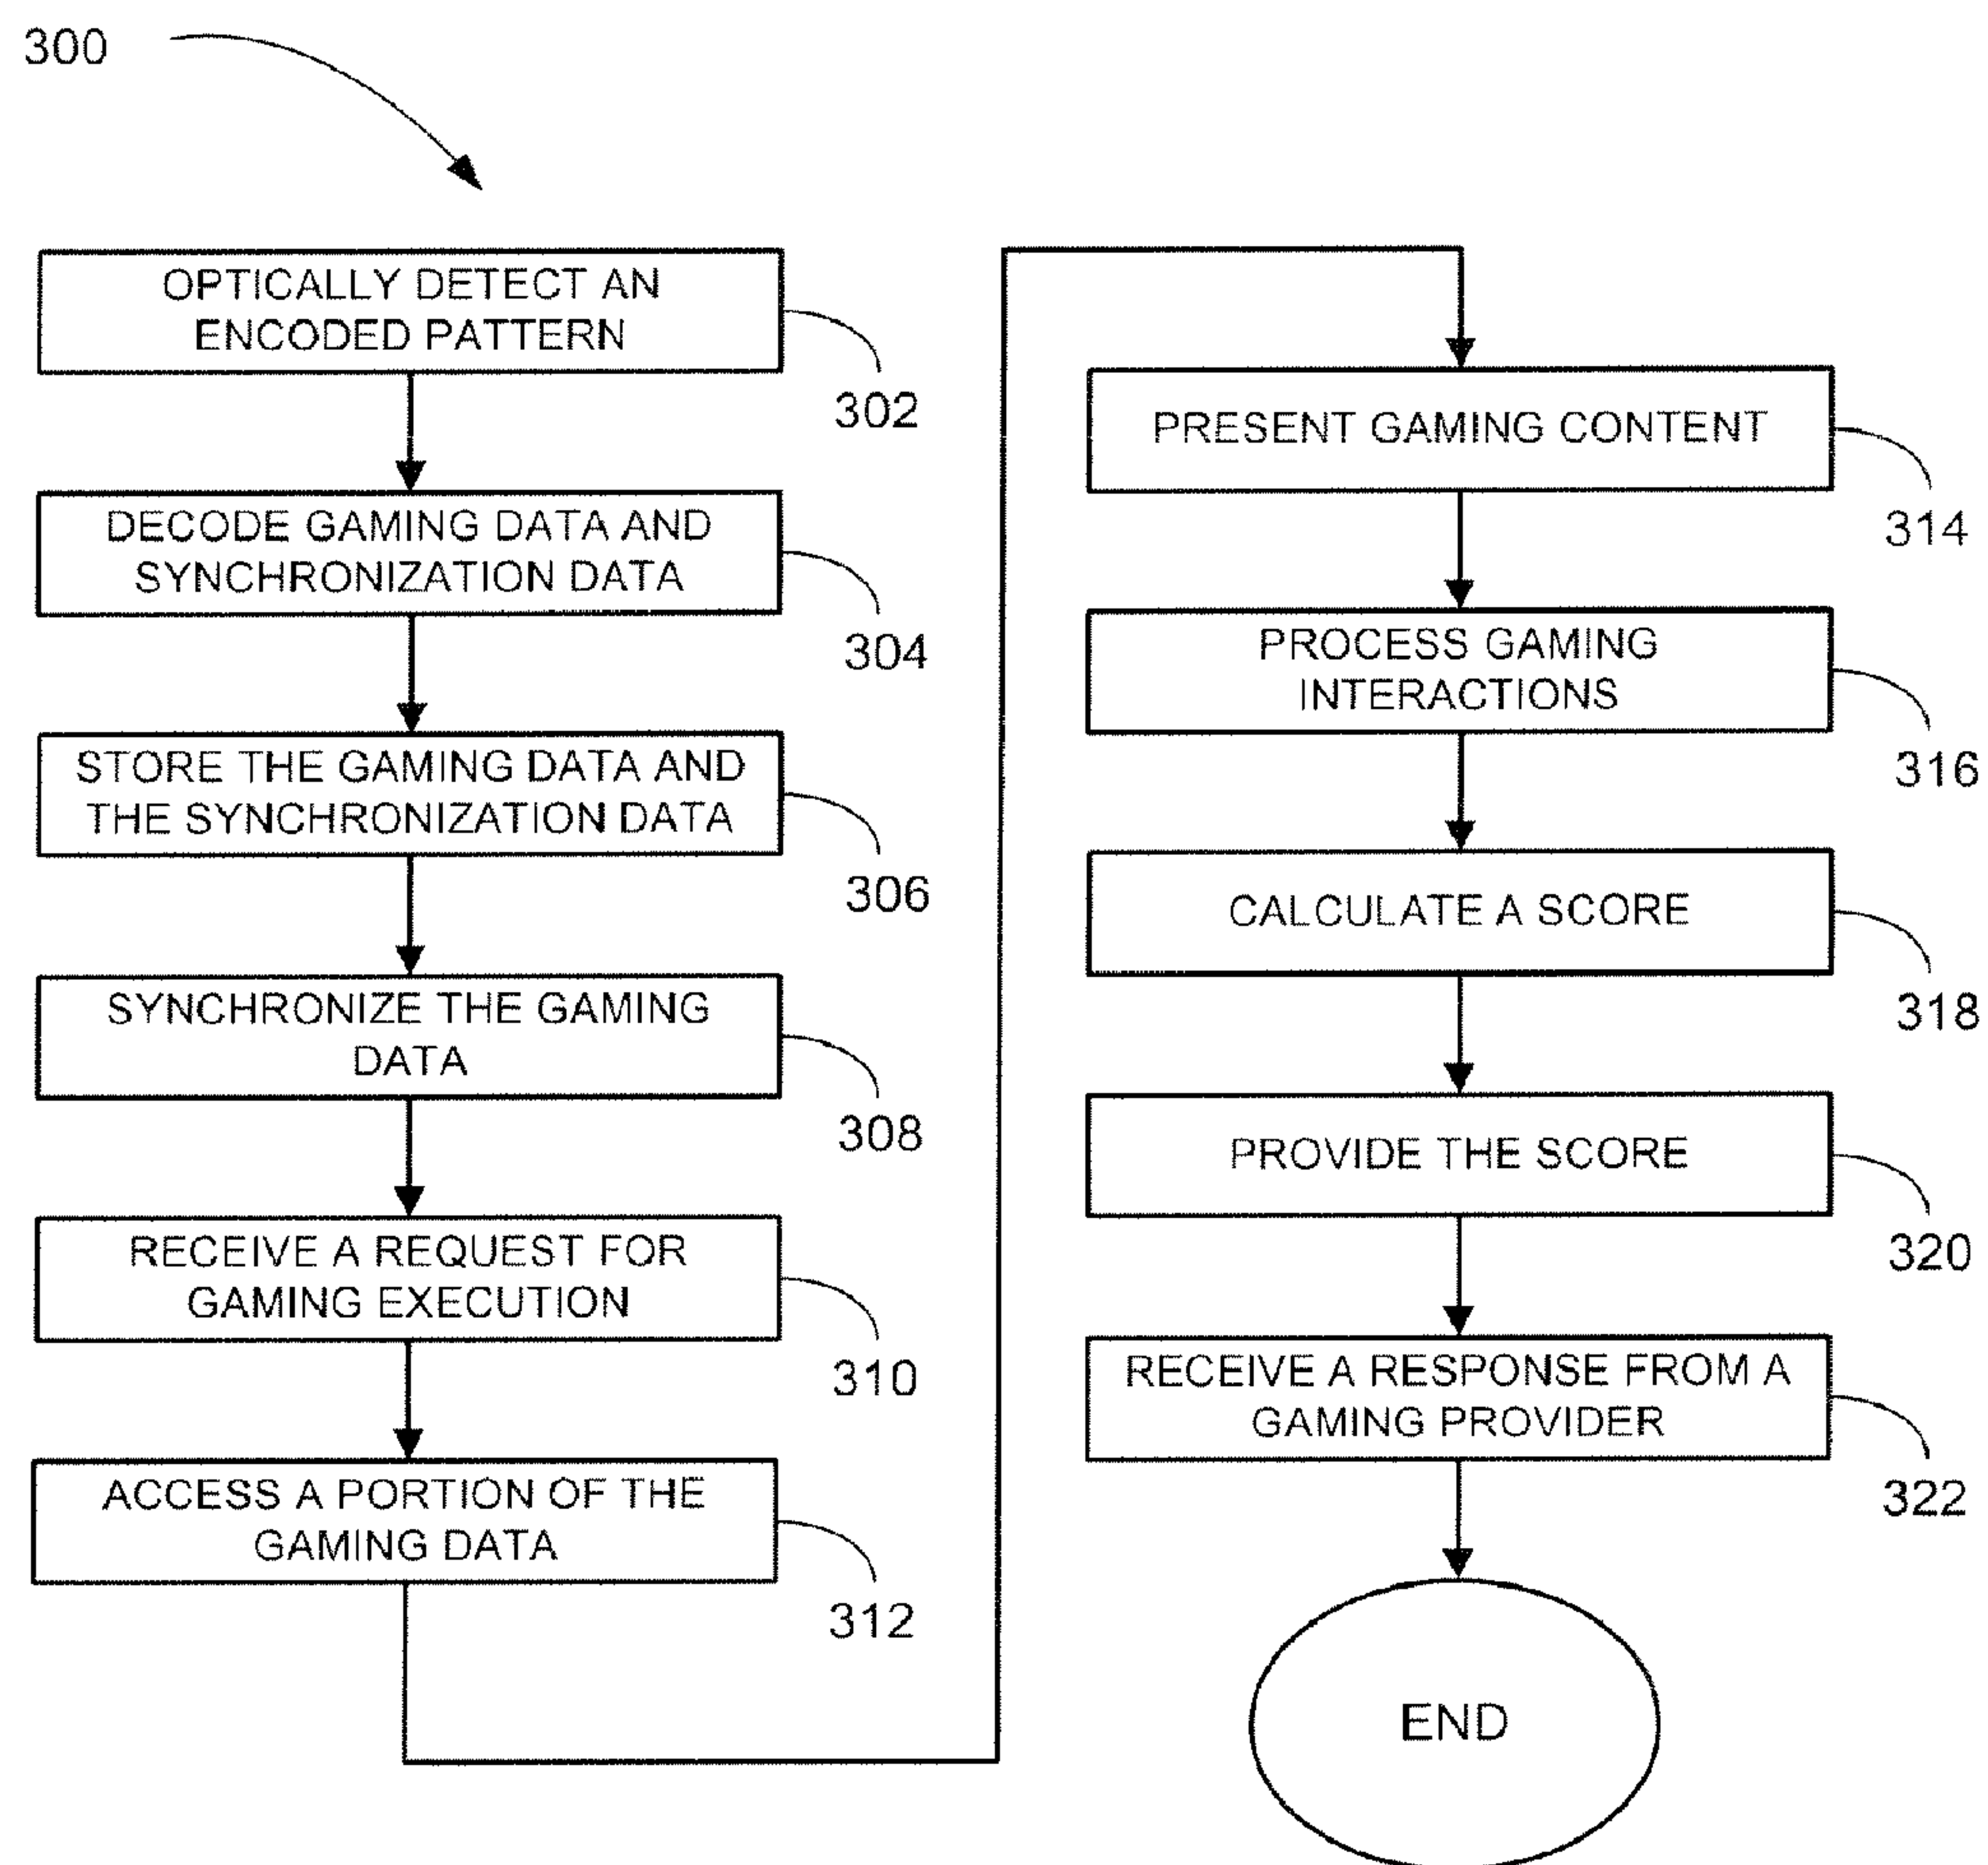 300
OPTICALLY DETECT AN
ENCODED PATTERN
302
DECODE GAMING DATA AND
SYNCHRONIZATION DATA
304
STORE THE GAMING DATA AND
THE SYNCHRONIZATION DATA
306
SYNCHRONIZE THE GAMING
DATA
308
RECEIVE A REQUEST FOR
GAMING EXECUTION
310
ACCESS A PORTION OF THE
GAMING DATA
312
PRESENT GAMING CONTENT
314
PROCESS GAMING
INTERACTIONS
316
CALCULATE A SCORE
318
PROVIDE THE SCORE
320
RECEIVE A RESPONSE FROM A
GAMING PROVIDER
322
END